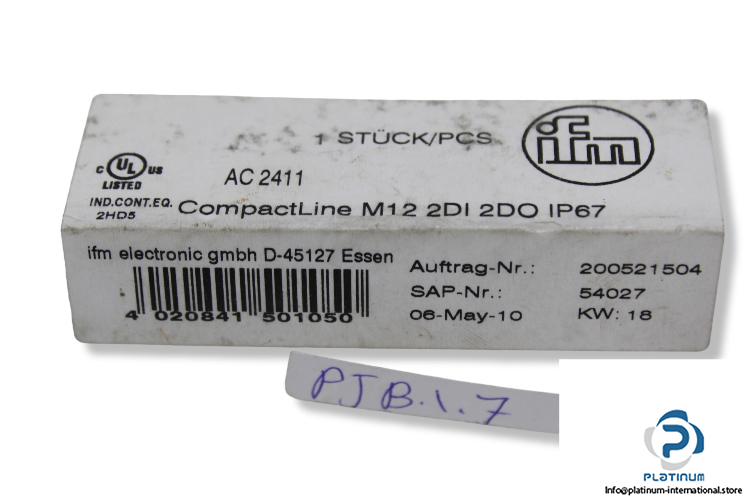 1 STÜCK/PCS
ifm
c UL US
LISTED
AC 2411
IND.CONT.EQ.
2HD5
CompactLine M12 2DI 2DO IP67
ifm electronic gmbh D-45127 Essen
4 020841 501050
Auftrag-Nr.: 200521504
SAP-Nr.: 54027
06-May-10 KW: 18
PJB.1.7
PLATINUM
Info@platinum-international.store